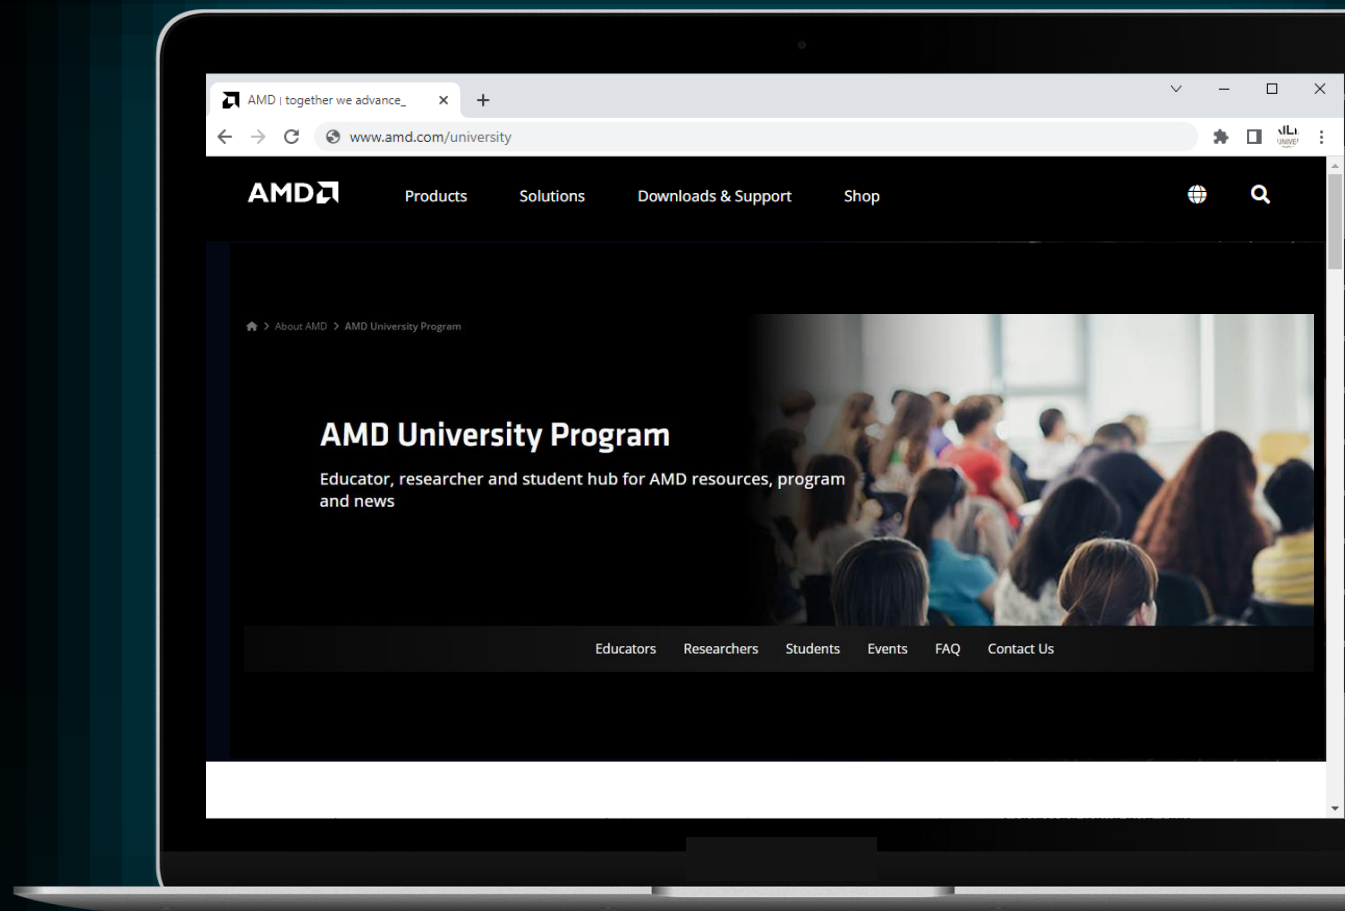 AMD | together we advance_
www.amd.com/university
AMD
Products Solutions Downloads & Support Shop
About AMD > AMD University Program
AMD University Program
Educator, researcher and student hub for AMD resources, program
and news
Educators Researchers Students Events FAQ Contact Us